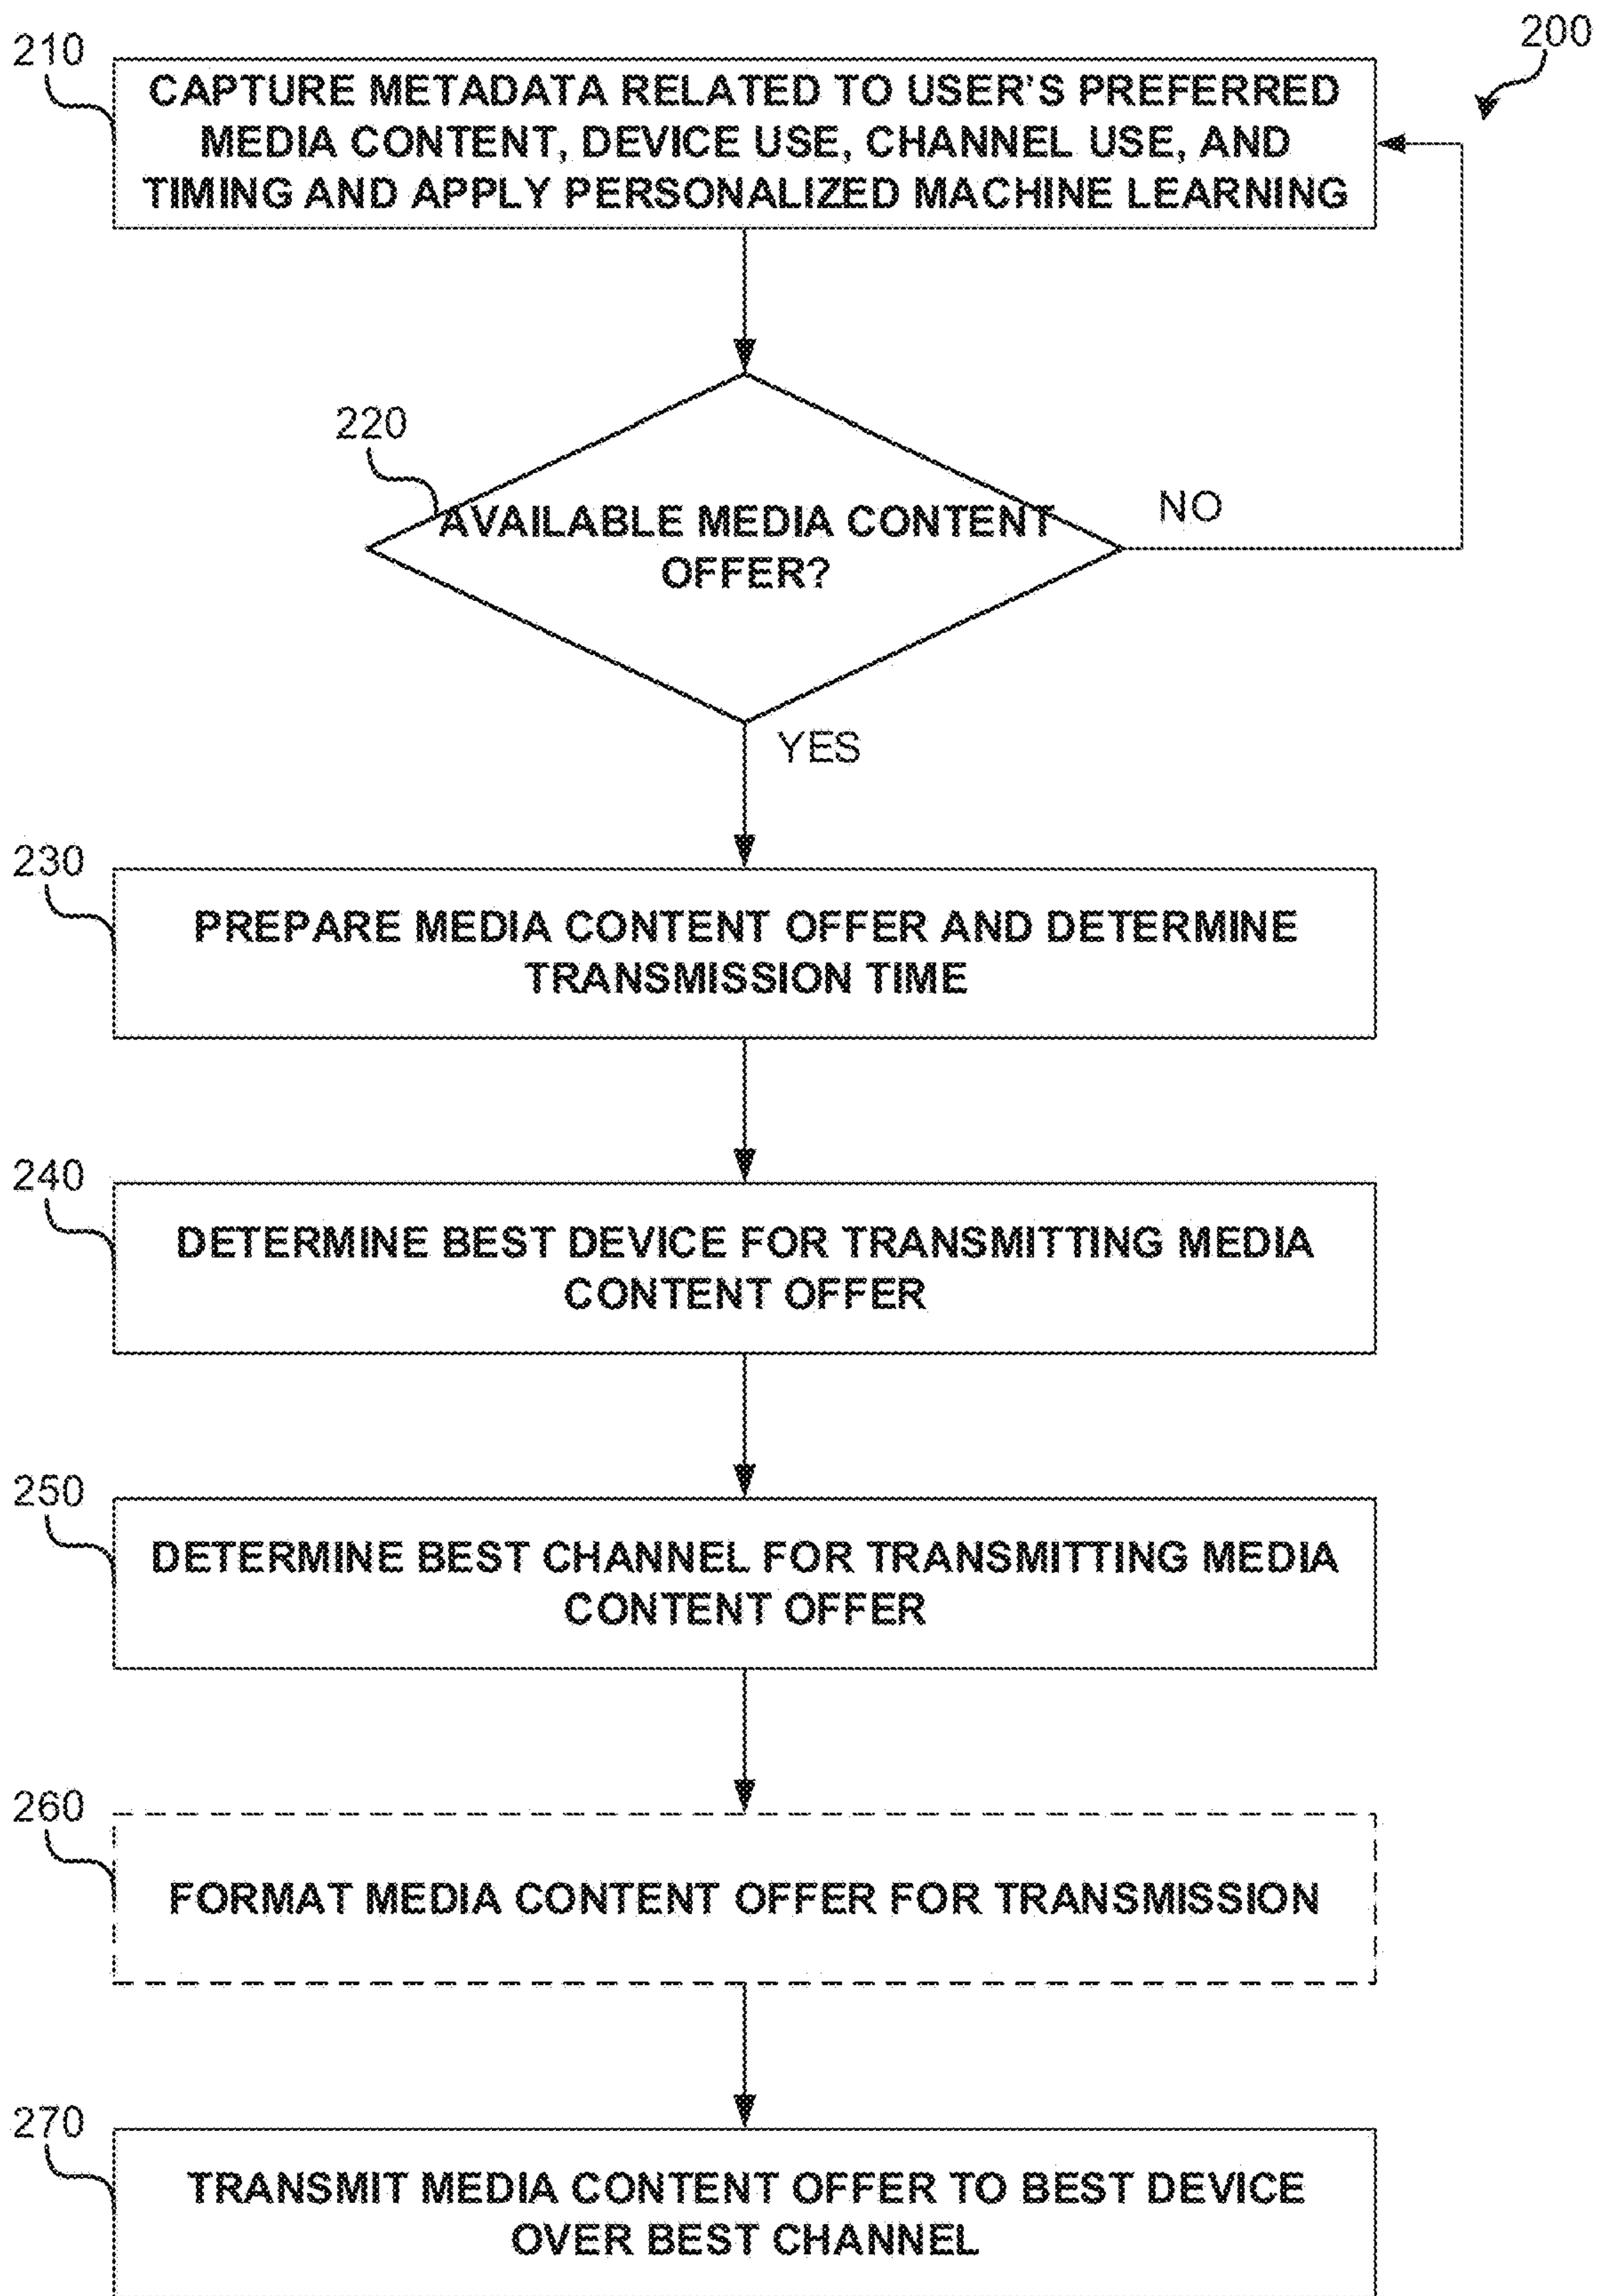 200
210
CAPTURE METADATA RELATED TO USER'S PREFERRED
MEDIA CONTENT, DEVICE USE, CHANNEL USE, AND
TIMING AND APPLY PERSONALIZED MACHINE LEARNING
220
AVAILABLE MEDIA CONTENT
OFFER?
NO
YES
230
PREPARE MEDIA CONTENT OFFER AND DETERMINE
TRANSMISSION TIME
240
DETERMINE BEST DEVICE FOR TRANSMITTING MEDIA
CONTENT OFFER
250
DETERMINE BEST CHANNEL FOR TRANSMITTING MEDIA
CONTENT OFFER
260
FORMAT MEDIA CONTENT OFFER FOR TRANSMISSION
270
TRANSMIT MEDIA CONTENT OFFER TO BEST DEVICE
OVER BEST CHANNEL